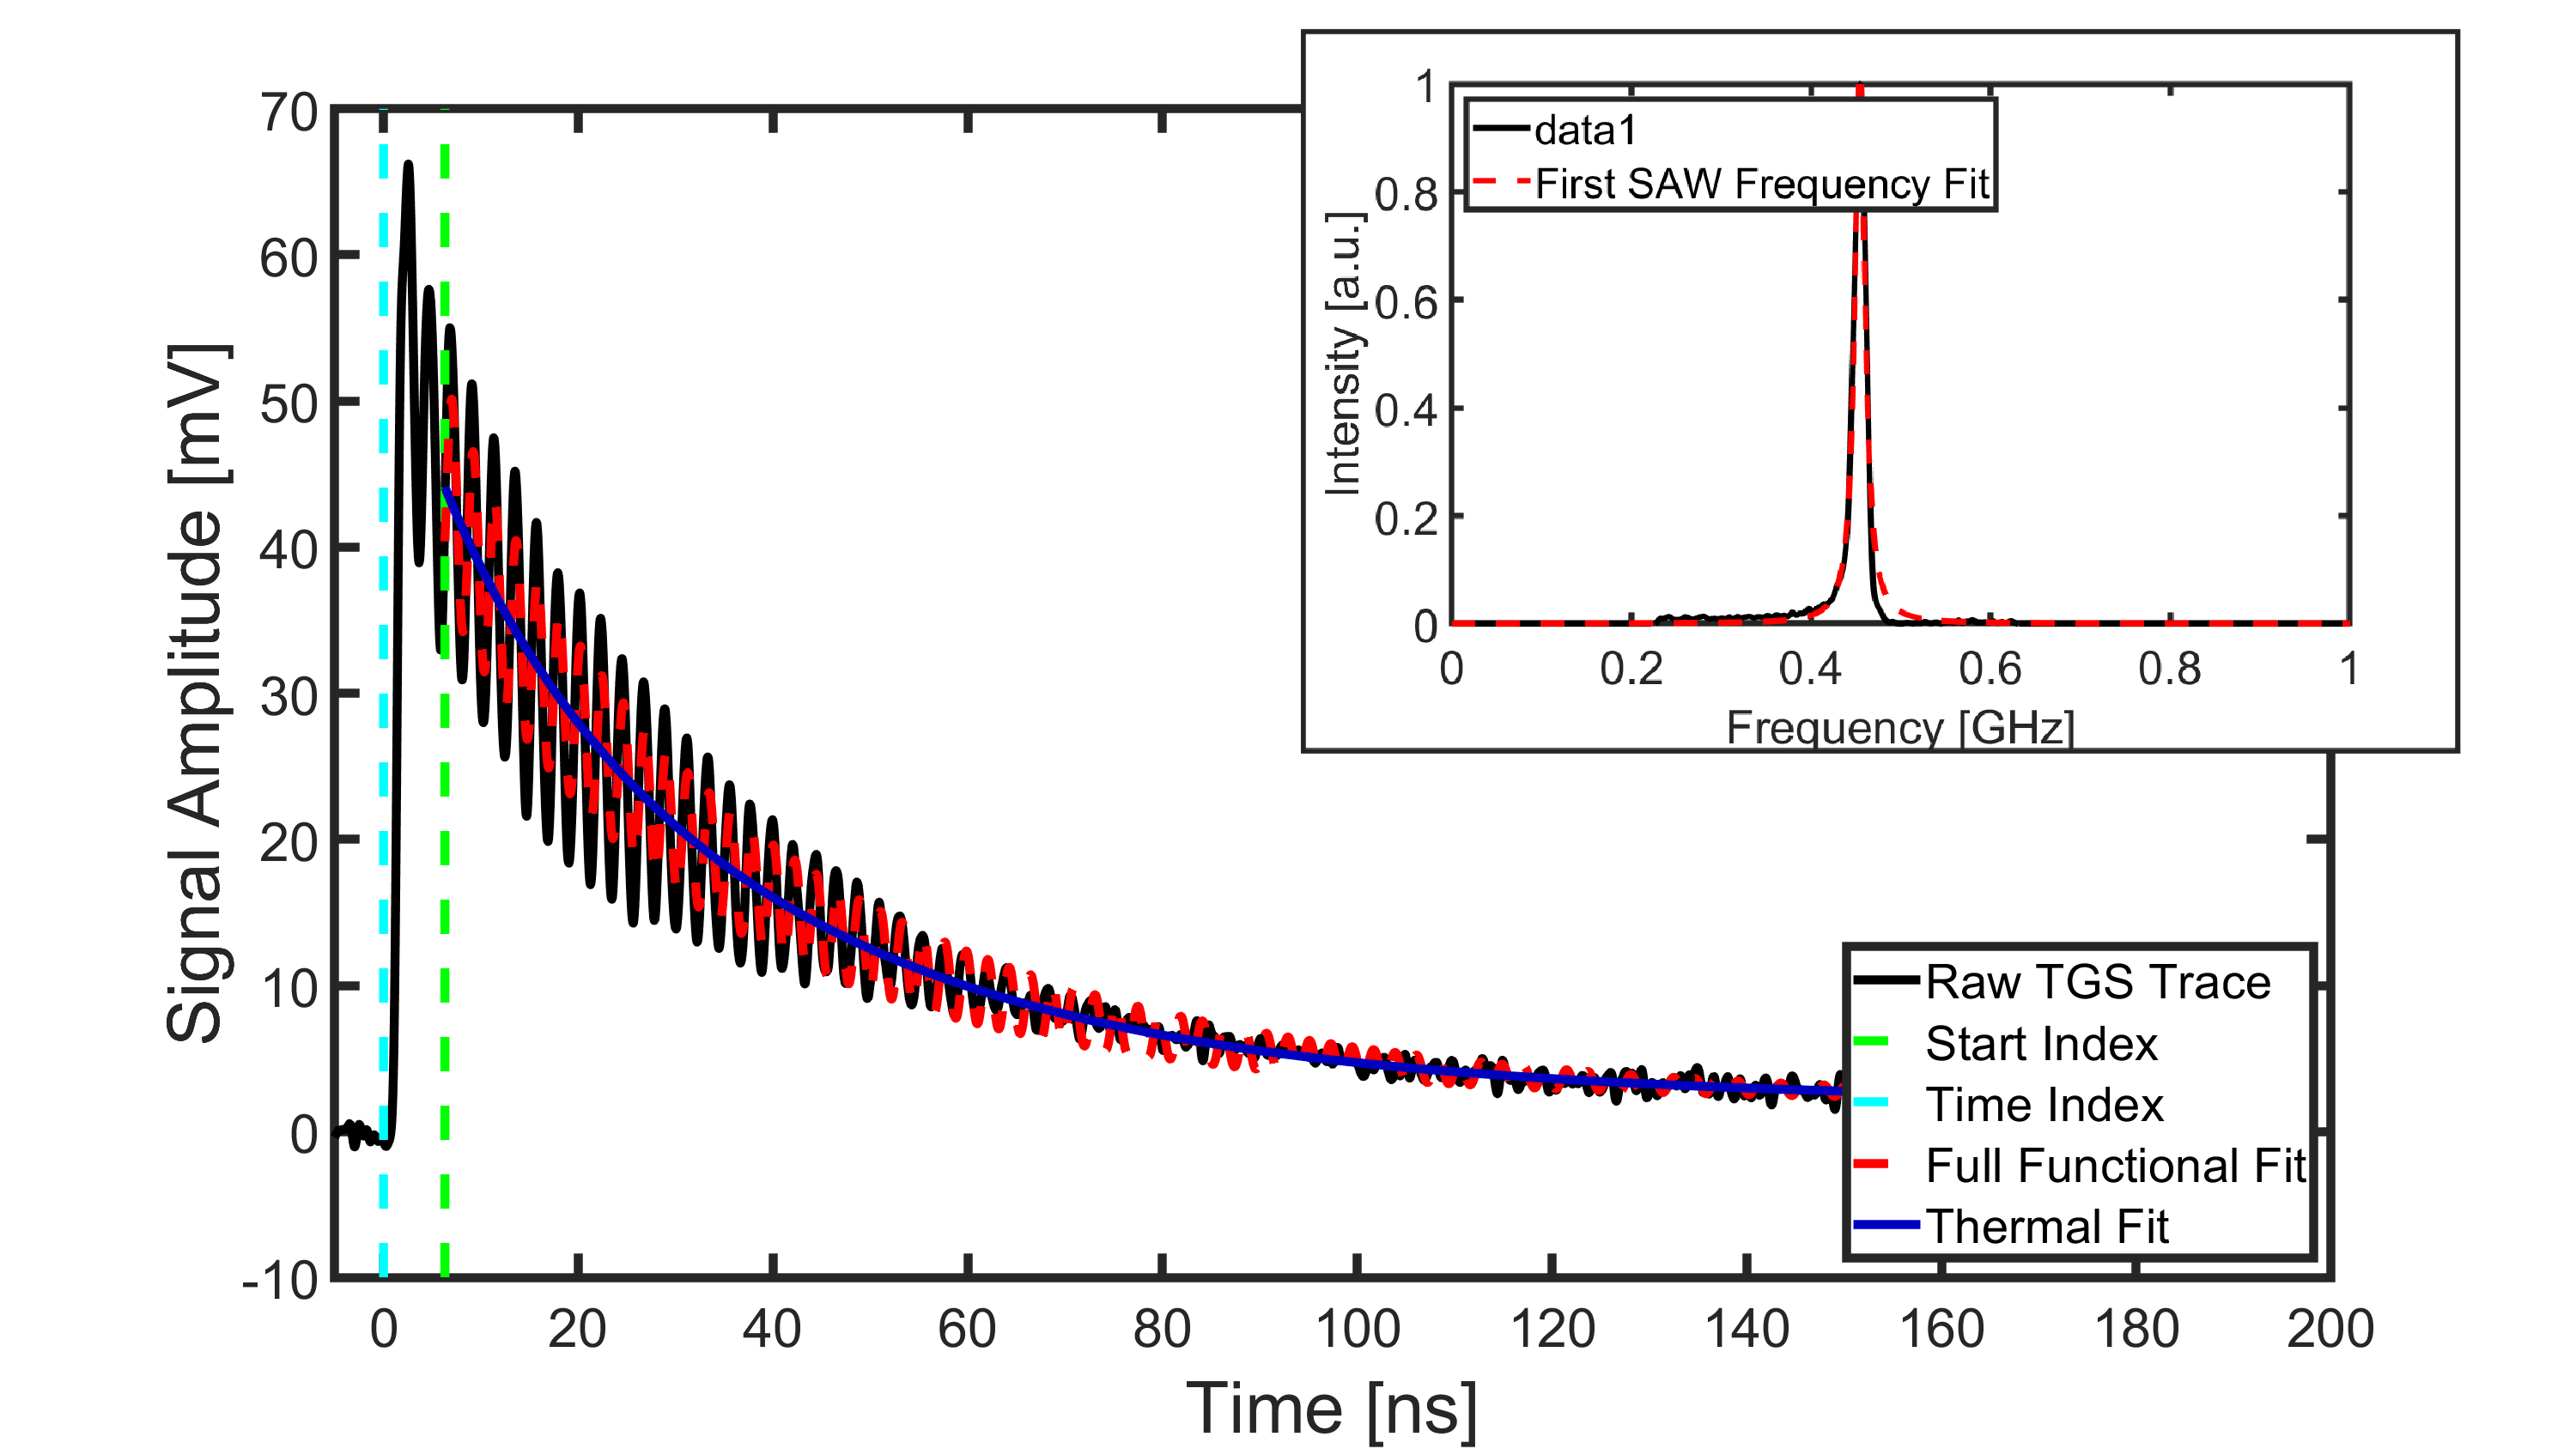 70
60
50
40
30
20
10
0
-10
Signal Amplitude [mV]
0 20 40 60 80 100 120 140 160 180 200
Time [ns]
1
0.8
0.6
0.4
0.2
0
Intensity [a.u.]
data1
First SAW Frequency Fit
0 0.2 0.4 0.6 0.8 1
Frequency [GHz]
Raw TGS Trace
Start Index
Time Index
Full Functional Fit
Thermal Fit